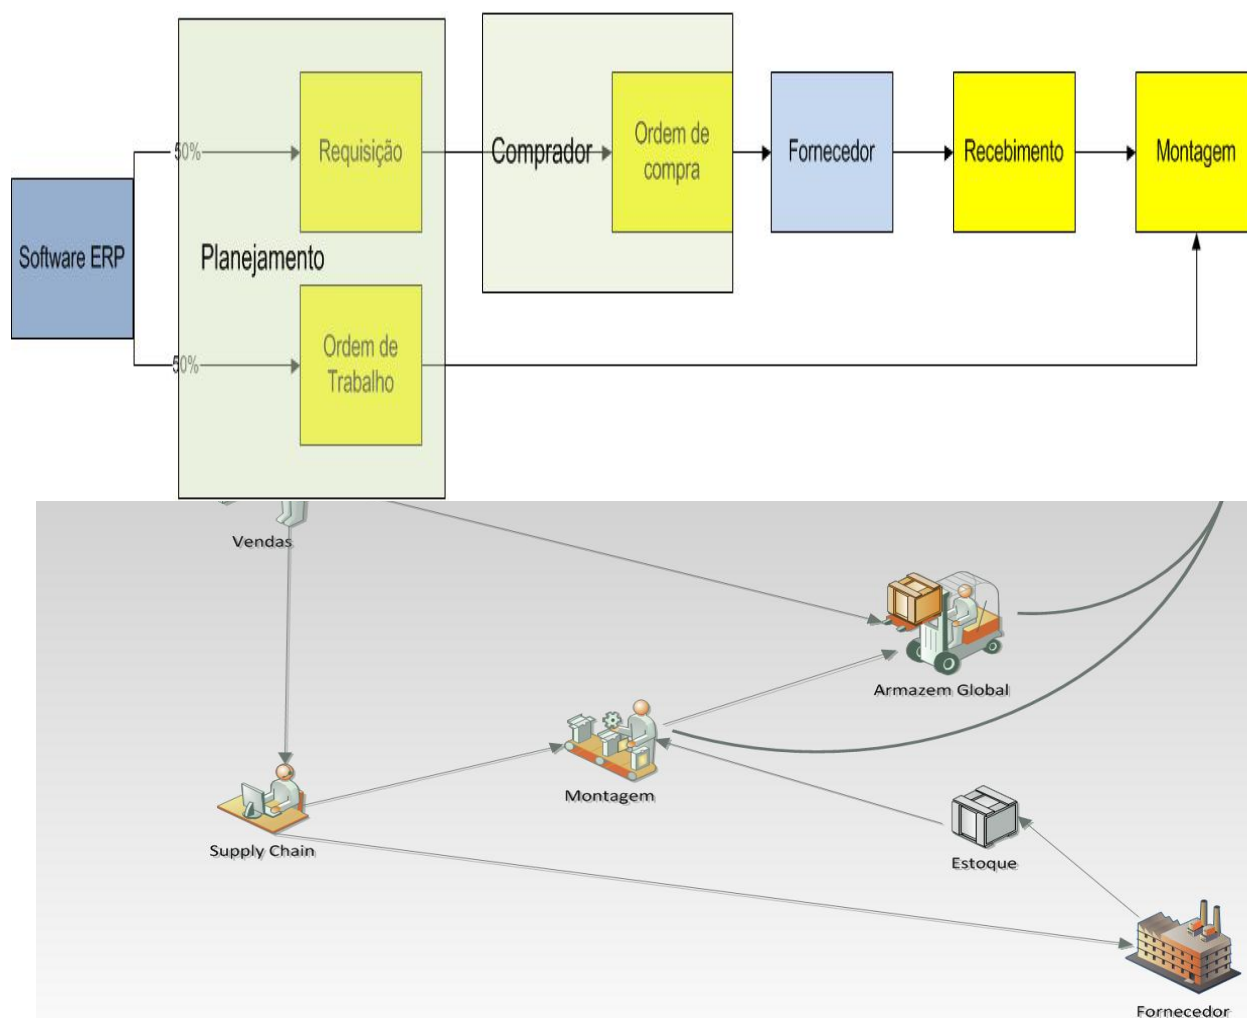 50%
Requisição
Comprador
Ordem de
compra
Fornecedor
Recebimento
Montagem
Software ERP
Planejamento
50%
Ordem de
Trabalho
Vendas
Armazem Global
Montagem
Supply Chain
Estoque
Fornecedor